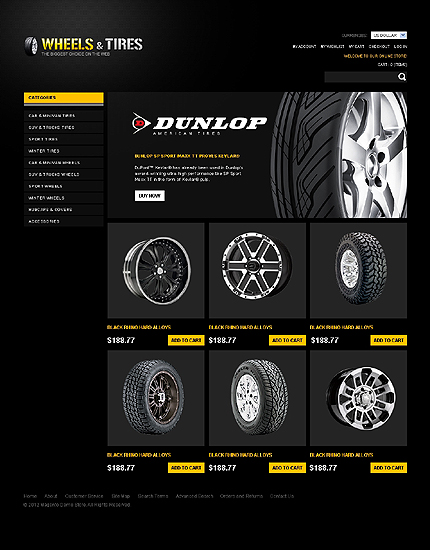 CURRENCIES: US DOLLAR
WHEELS & TIRES
THE BIGGEST CHOICE ON THE WEB
MY ACCOUNT MY WISHLIST MY CART CHECKOUT LOG IN
WELCOME TO OUR ONLINE STORE!
CART: 0 (ITEMS)
CATEGORIES
CAR & MINIVAN TIRES
SUV & TRUCKS TIRES
SPORT TIRES
WINTER TIRES
CAR & MINIVAN WHEELS
SUV & TRUCKS WHEELS
SPORT WHEELS
WINTER WHEELS
HUBCAPS & COVERS
ACCESSORIES
DUNLOP
AMERICAN TIRES
DUNLOP SP SPORT MAXX TT PROVES KEVLAR®
DuPont™ Kevlar® has already been used in Dunlop's
award-winning ultra-high performance tire SP Sport
Maxx TT in the form of Kevlar® pulp.
BUY NOW
BLACK RHINO HARD ALLOYS BLACK RHINO HARD ALLOYS BLACK RHINO HARD ALLOYS
$188.77 ADD TO CART $188.77 ADD TO CART $188.77 ADD TO CART
BLACK RHINO HARD ALLOYS BLACK RHINO HARD ALLOYS BLACK RHINO HARD ALLOYS
$188.77 ADD TO CART $188.77 ADD TO CART $188.77 ADD TO CART
Home About Customer Service Site Map Search Terms Advanced Search Orders and Returns Contact Us
© 2012 Magento Demo Store. All Rights Reserved.